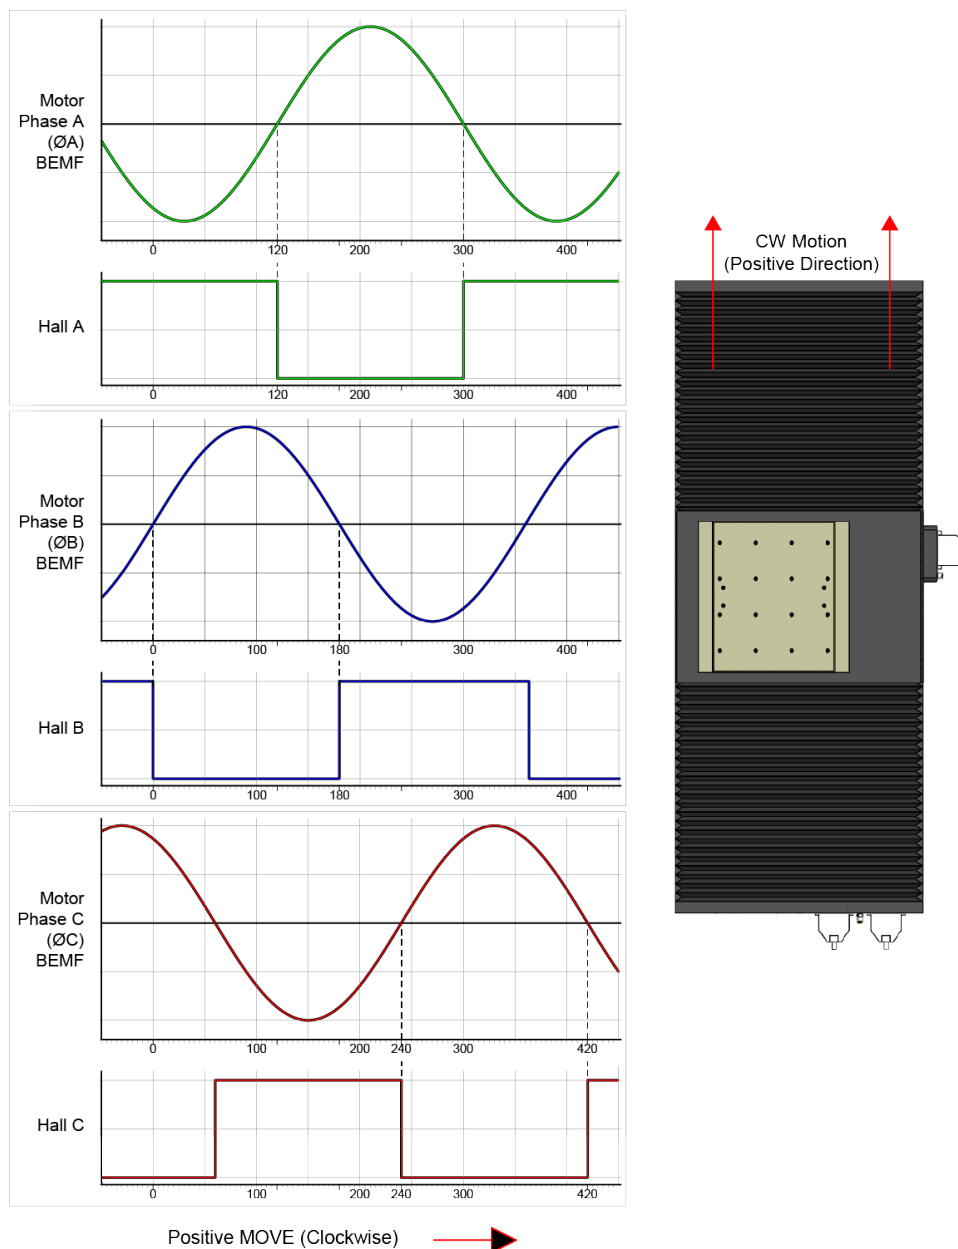 Motor
Phase A
(ØA)
BEMF
0 120 200 300 400
Hall A
0 120 200 300 400
Motor
Phase B
(ØB)
BEMF
0 100 180 300 400
Hall B
0 100 180 300 400
Motor
Phase C
(ØC)
BEMF
0 100 200 240 300 420
Hall C
0 100 200 240 300 420
Positive MOVE (Clockwise)
CW Motion
(Positive Direction)